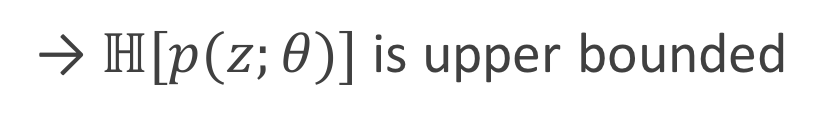 → ℍ[𝑝(𝑧; 𝜃)] is upper bounded